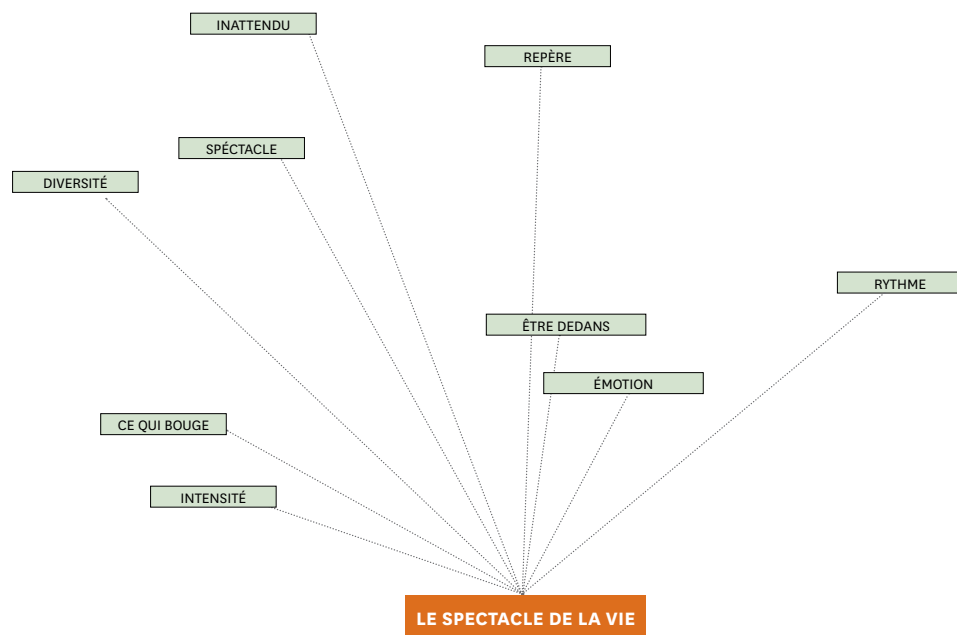 INATTENDU
REPÈRE
SPÉCTACLE
DIVERSITÉ
RYTHME
ÊTRE DEDANS
ÉMOTION
CE QUI BOUGE
INTENSITÉ
LE SPECTACLE DE LA VIE